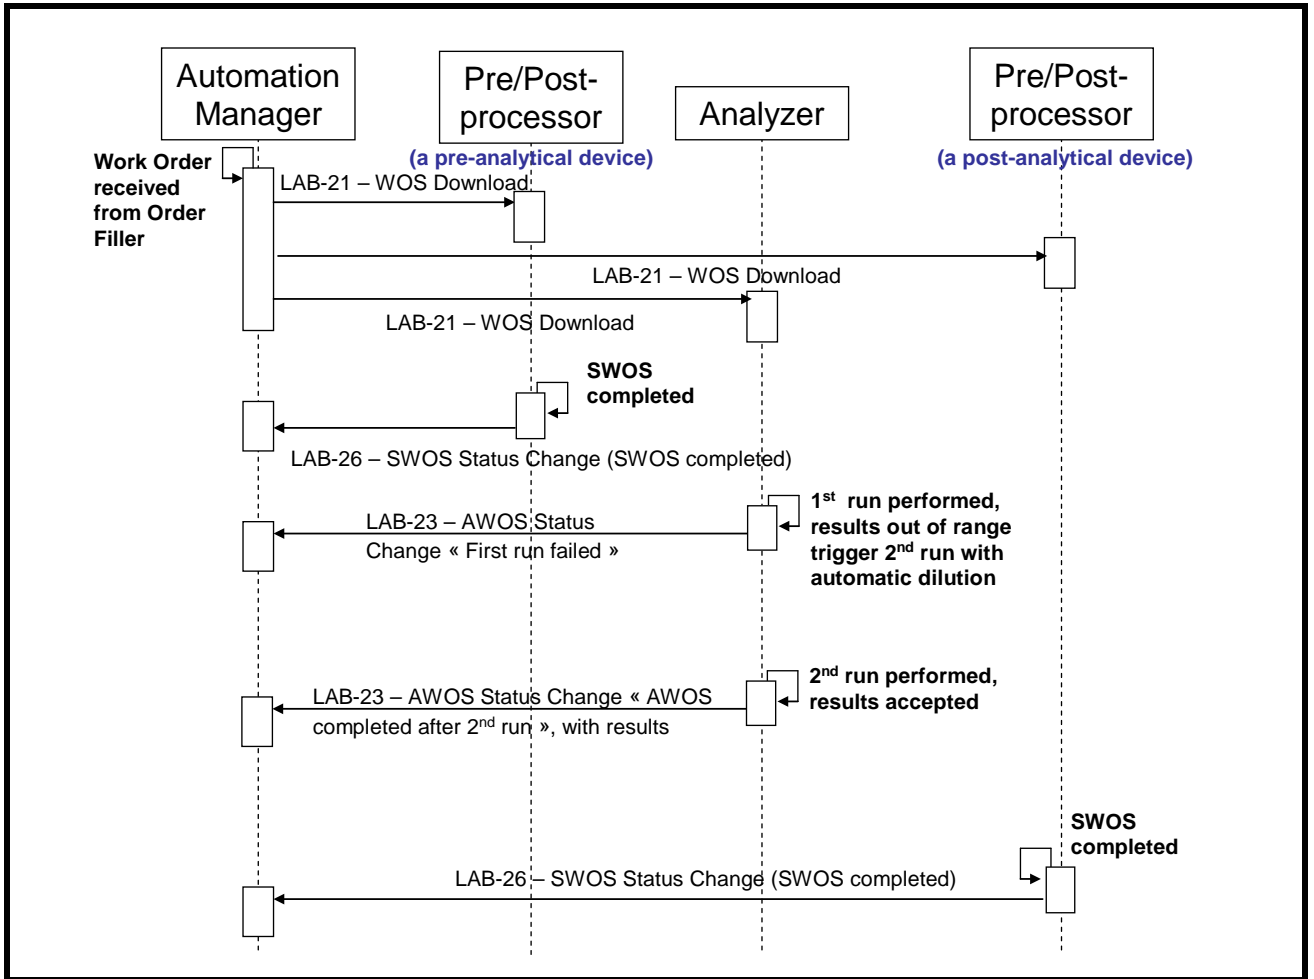 Automation
Manager
Pre/Post-
processor
(a pre-analytical device)
Analyzer
Pre/Post-
processor
(a post-analytical device)
Work Order
received
from Order
Filler
LAB-21 – WOS Download
LAB-21 – WOS Download
LAB-21 – WOS Download
SWOS
completed
LAB-26 – SWOS Status Change (SWOS completed)
1st run performed,
results out of range
trigger 2nd run with
automatic dilution
LAB-23 – AWOS Status
Change « First run failed »
2nd run performed,
results accepted
LAB-23 – AWOS Status Change « AWOS
completed after 2nd run », with results
SWOS
completed
LAB-26 – SWOS Status Change (SWOS completed)